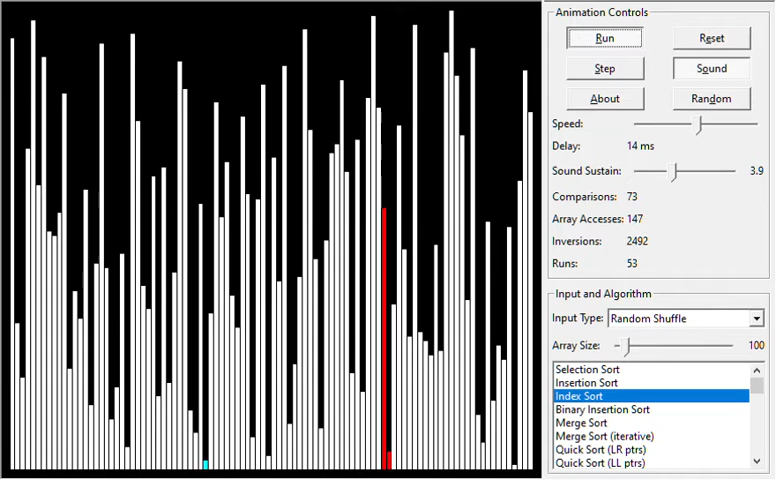 Animation Controls
Run Reset
Step Sound
About Random
Speed:
Delay: 14 ms
Sound Sustain: 3.9
Comparisons: 73
Array Accesses: 147
Inversions: 2492
Runs: 53
Input and Algorithm
Input Type: Random Shuffle
Array Size: 100
Selection Sort
Insertion Sort
Index Sort
Binary Insertion Sort
Merge Sort
Merge Sort (iterative)
Quick Sort (LR ptrs)
Quick Sort (LL ptrs)